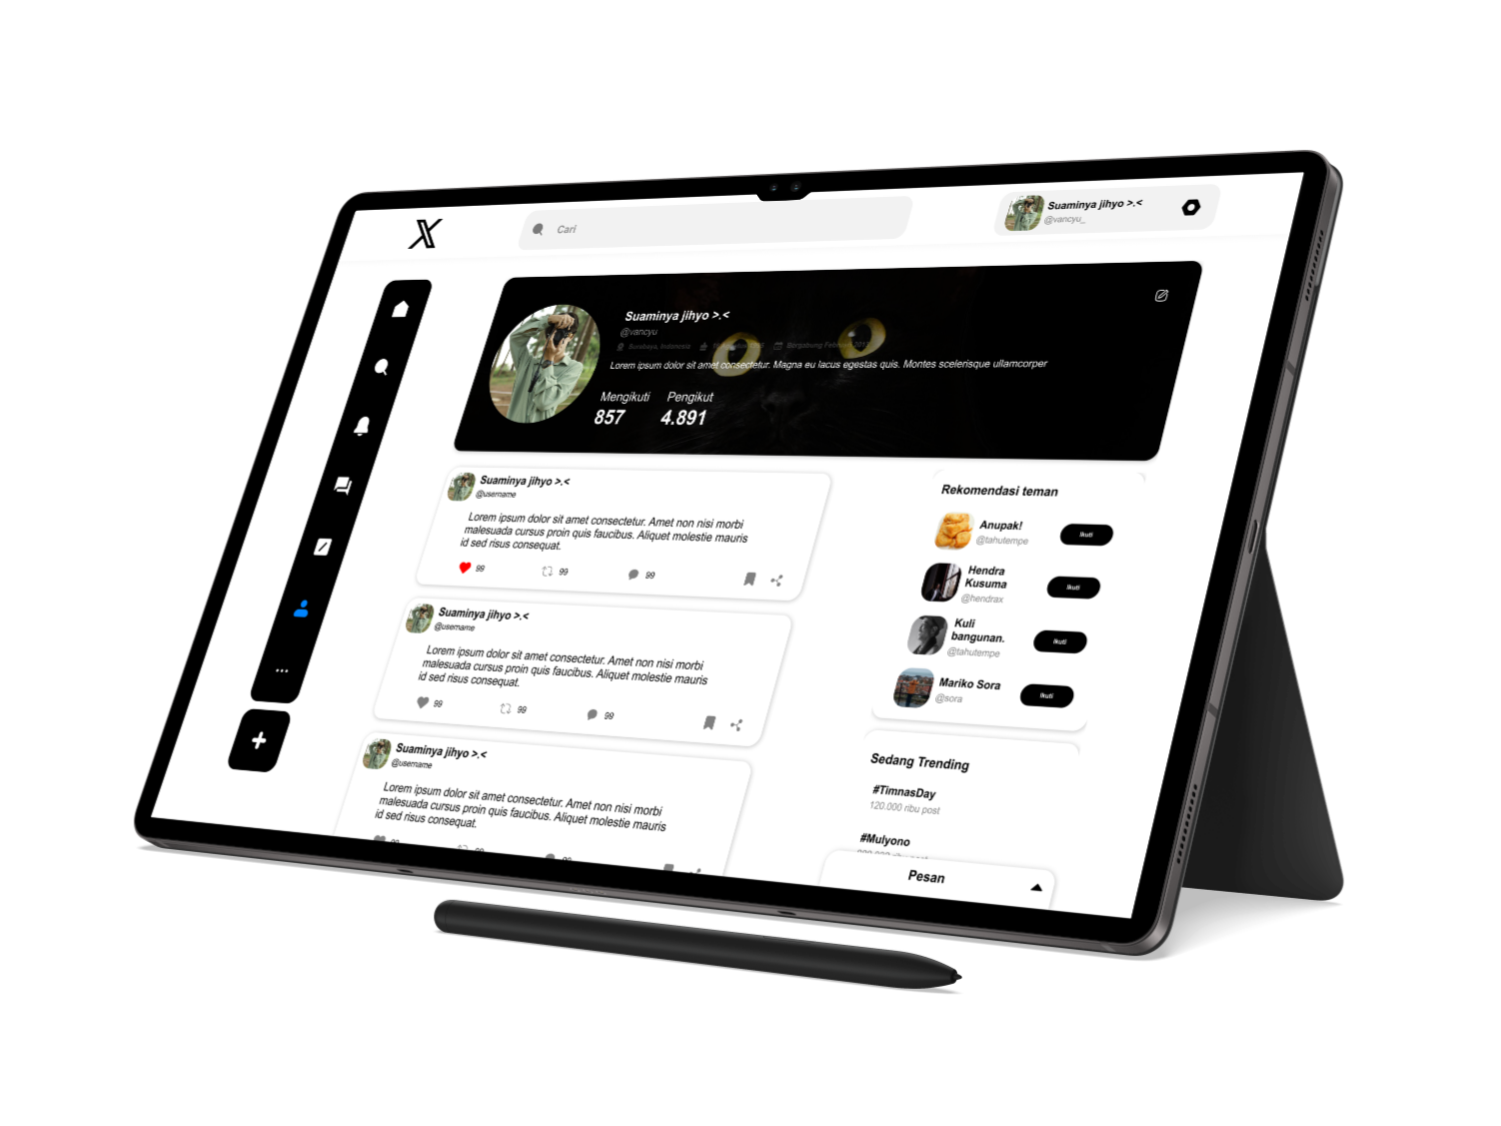 X
Cari
Suaminya jihyo >.<
@vancyu_
Suaminya jihyo >.<
@vancyu
Surabaya, Indonesia
Bergabung
Lorem ipsum dolor sit amet consectetur. Magna eu lacus egestas quis. Montes scelerisque ullamcorper
Mengikuti Pengikut
857 4.891
Suaminya jihyo >.<
@username
Lorem ipsum dolor sit amet consectetur. Amet non nisi morbi
malesuada cursus proin quis faucibus. Aliquet molestie mauris
id sed risus consequat.
99 99 99
Suaminya jihyo >.<
@username
Lorem ipsum dolor sit amet consectetur. Amet non nisi morbi
malesuada cursus proin quis faucibus. Aliquet molestie mauris
id sed risus consequat.
99 99 99
Suaminya jihyo >.<
@username
Lorem ipsum dolor sit amet consectetur. Amet non nisi morbi
malesuada cursus proin quis faucibus. Aliquet molestie mauris
id sed risus consequat.
99 99 99
Rekomendasi teman
Anupak!
@tahutempe
Ikuti
Hendra
Kusuma
@hendrax
Ikuti
Kuli
bangunan.
@tahutempe
Ikuti
Mariko Sora
@sora
Ikuti
Sedang Trending
#TimnasDay
120.000 ribu post
#Mulyono
Pesan